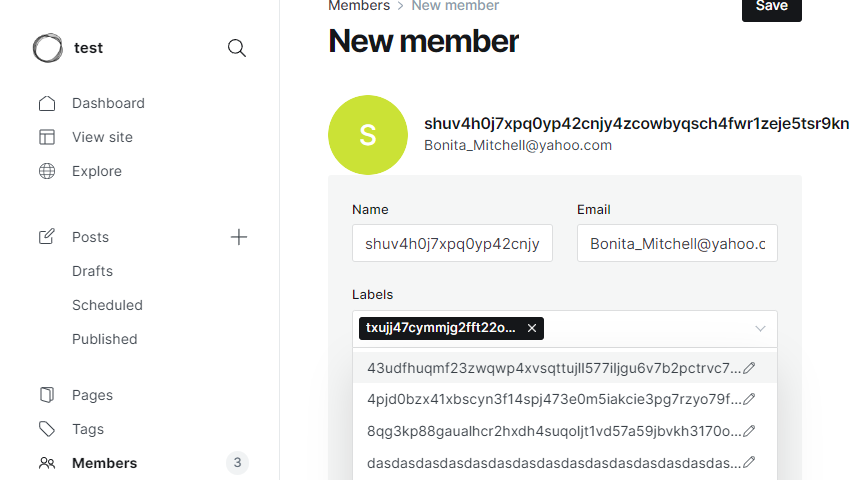 Members > New member
Save
New member
test
Dashboard
View site
Explore
Posts
Drafts
Scheduled
Published
Pages
Tags
Members 3
S
shuv4h0j7xpq0yp42cnjy4zcowbyqsch4fwr1zeje5tsr9kn
Bonita_Mitchell@yahoo.com
Name
Email
shuv4h0j7xpq0yp42cnjy
Bonita_Mitchell@yahoo.c
Labels
txujj47cymmjg2fft22o...
43udfhuqmf23zwqwp4xvsqttujll577iljgu6v7b2pctrvc7...
4pjd0bzx41xbscyn3f14spj473e0m5iakcie3pg7rzyo79f...
8qg3kp88gaualhcr2hxdh4suqoljt1vd57a59jbvkh3170o...
dasdasdasdasdasdasdasdasdasdasdasdasdasdasdas...